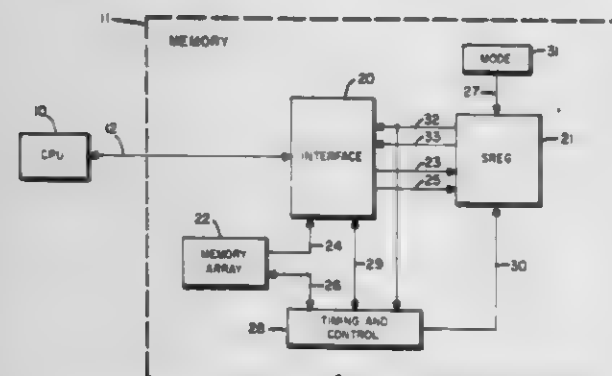 11
MEMORY
31
MODE
20
27
10
32
33
21
CPU
12
INTERFACE
23
SREG
25
22
24
MEMORY
ARRAY
29
30
26
28
TIMING AND
CONTROL